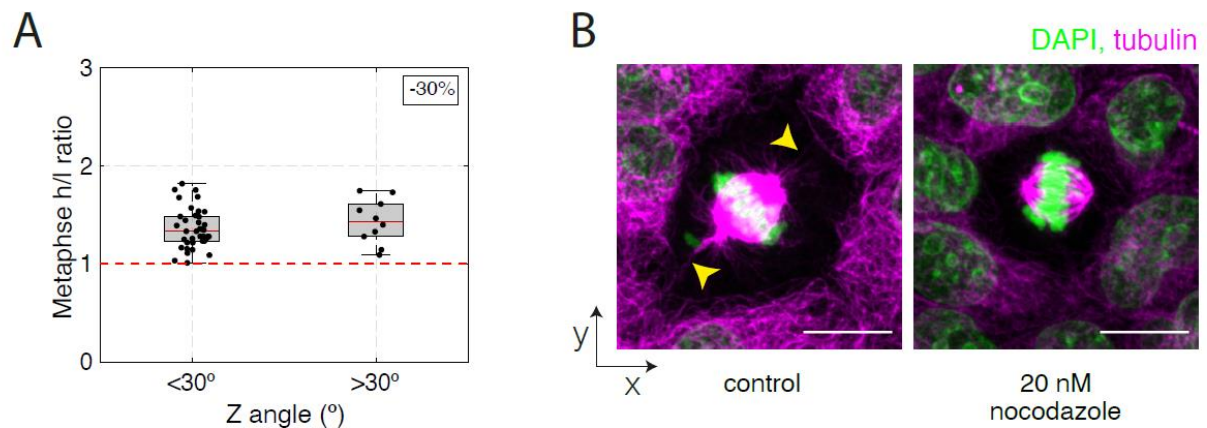 A
Metaphse h/l ratio
3
2
1
0
-30%
<30º
>30º
Z angle (º)
B
DAPI, tubulin
y
x
control
20 nM
nocodazole